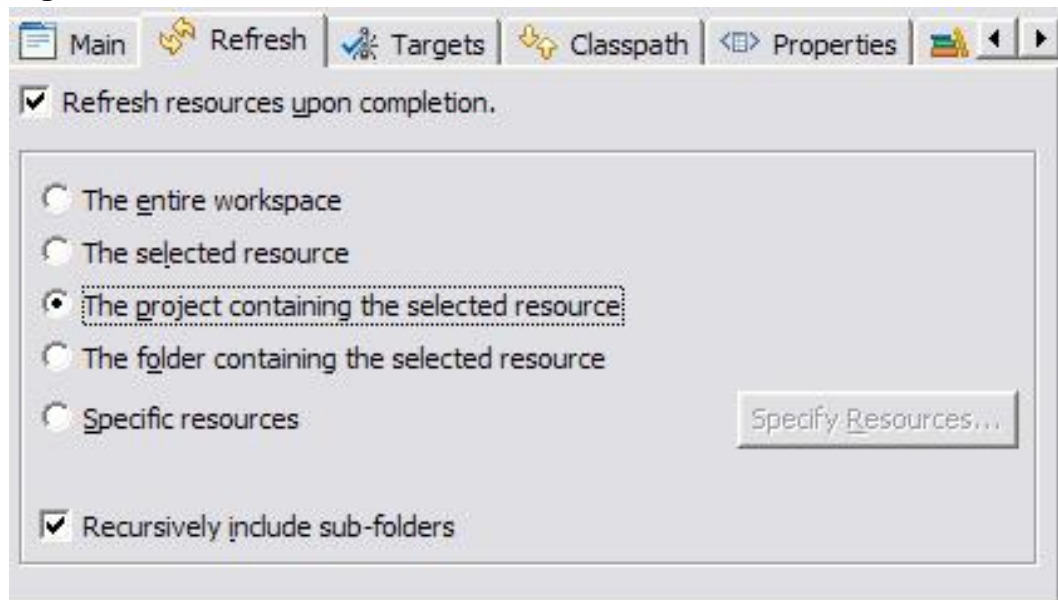 Main Refresh Targets Classpath Properties
Refresh resources upon completion.
The entire workspace
The selected resource
The project containing the selected resource
The folder containing the selected resource
Specific resources Specify Resources...
Recursively include sub-folders